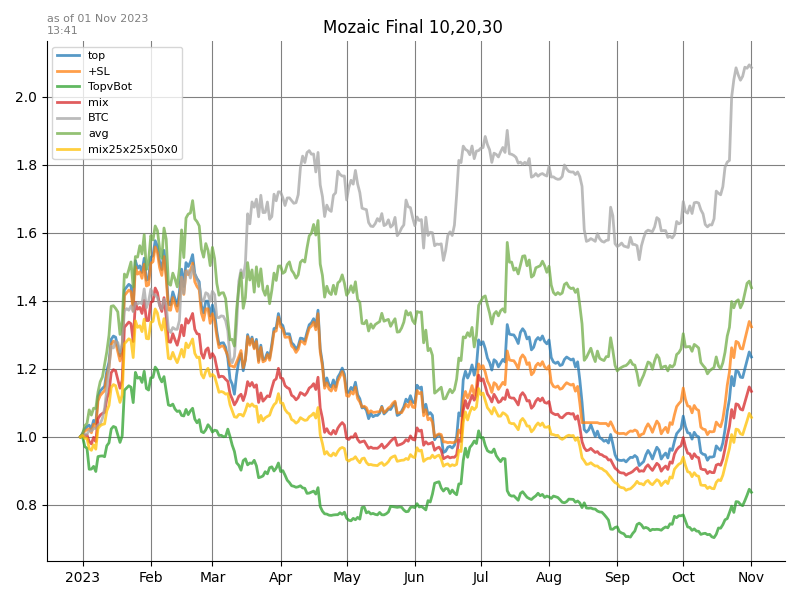 as of 01 Nov 2023
13:41
Mozaic Final 10,20,30
top
+SL
TopvBot
mix
BTC
avg
mix25x25x50x0
2.0
1.8
1.6
1.4
1.2
1.0
0.8
2023 Feb Mar Apr May Jun Jul Aug Sep Oct Nov